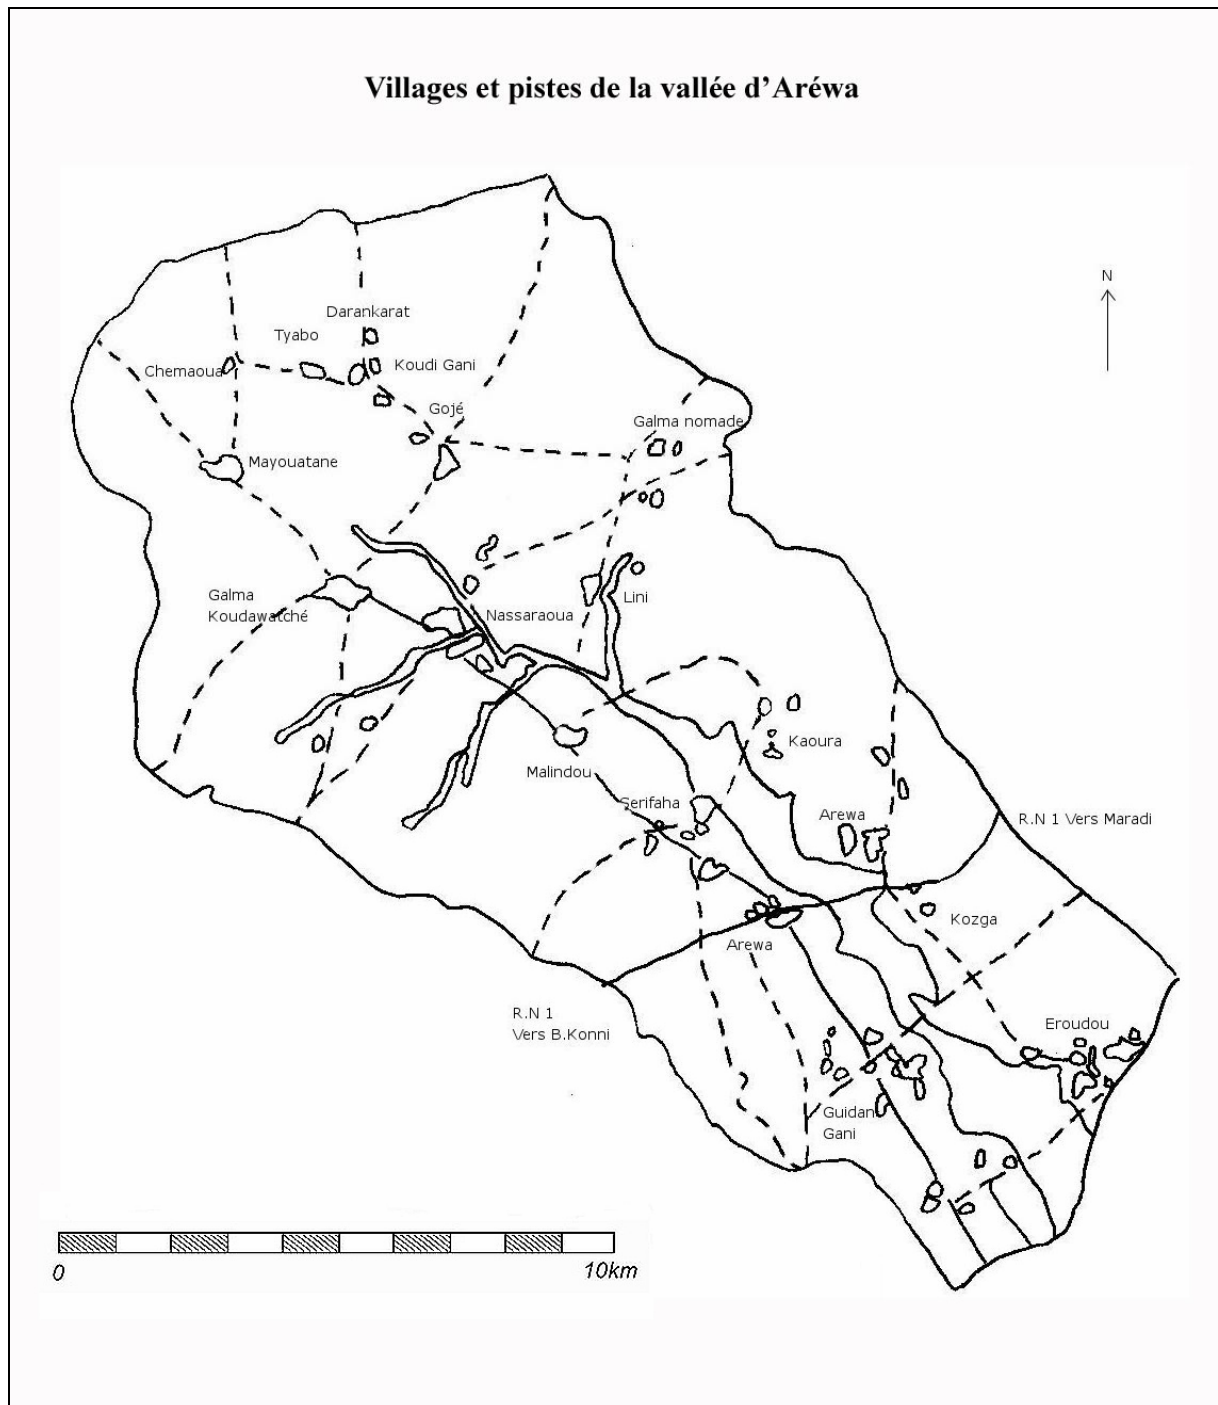 Villages et pistes de la vallée d’Aréwa
N
Darankarat
Tyabo
Koudi Gani
Chemaoua
Gojé
Galma nomade
Mayouatane
Galma
Koudawatché
Lini
Nassaraoua
Kaoura
Malindou
Serifaha
Arewa
R.N 1 Vers Maradi
Kozga
Arewa
R.N 1
Vers B.Konni
Eroudou
Guidan
Gani
0
10km